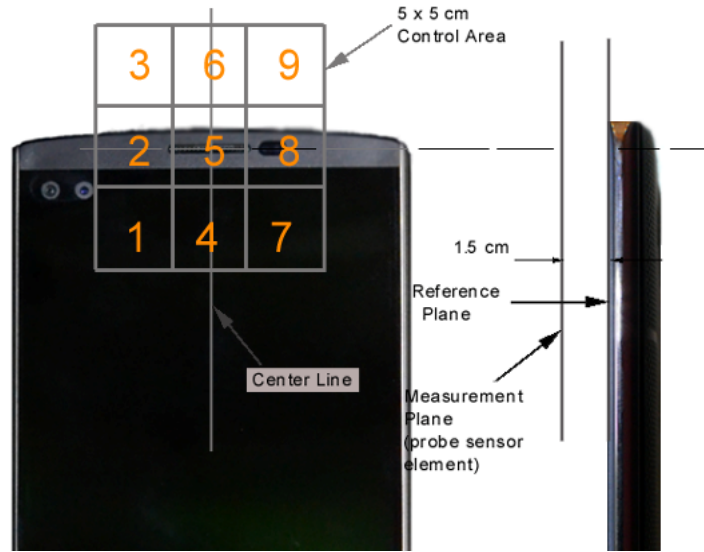 5 x 5 cm
Control Area
3 6 9
2 5 8
1 4 7
1.5 cm
Reference
Plane
Center Line
Measurement
Plane
(probe sensor
element)